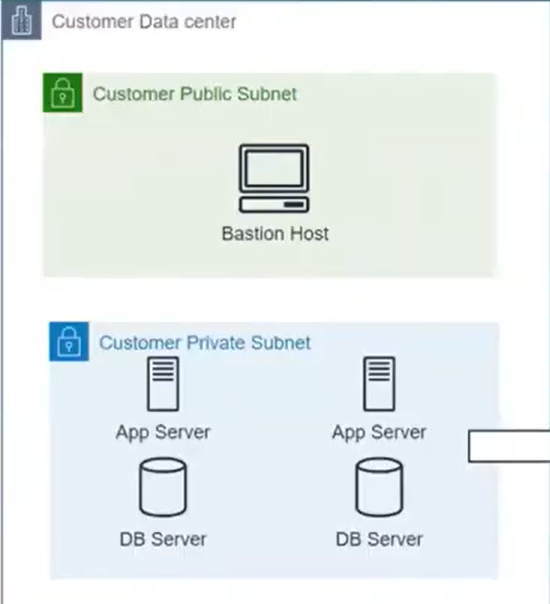 Customer Data center
Customer Public Subnet
Bastion Host
Customer Private Subnet
App Server
App Server
DB Server
DB Server